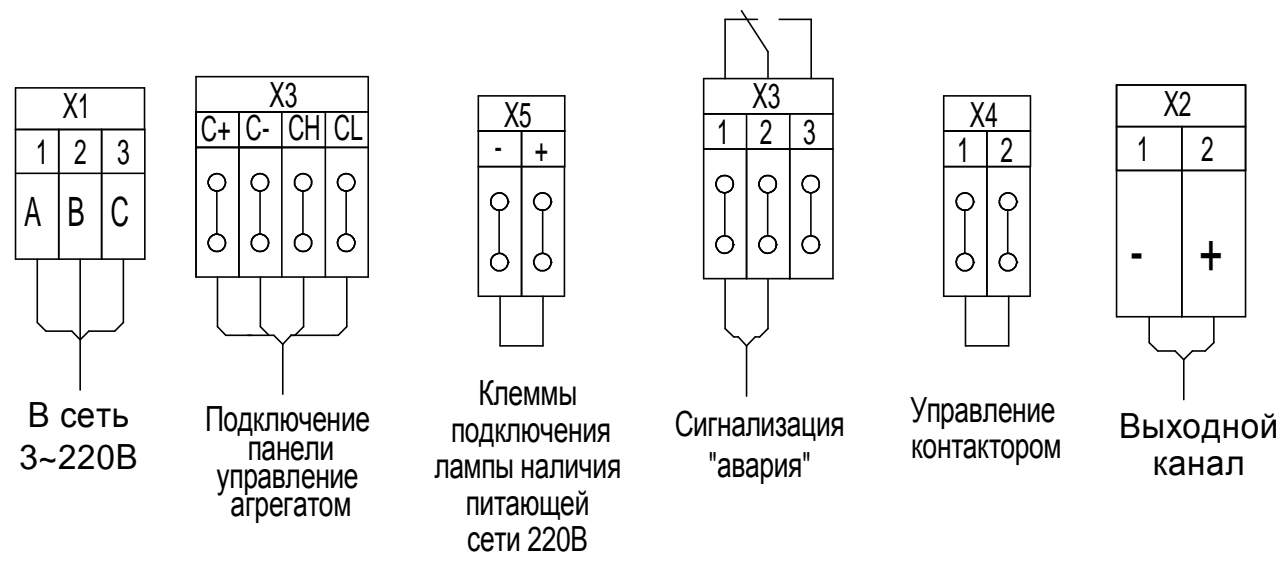 X1
1 2 3
A B C
В сеть
3~220В
X3
C+ C- CH CL
Подключение
панели
управление
агрегатом
X5
- +
Клеммы
подключения
лампы наличия
питающей
сети 220В
X3
1 2 3
Сигнализация
"авария"
X4
1 2
Управление
контактором
X2
1 2
- +
Выходной
канал